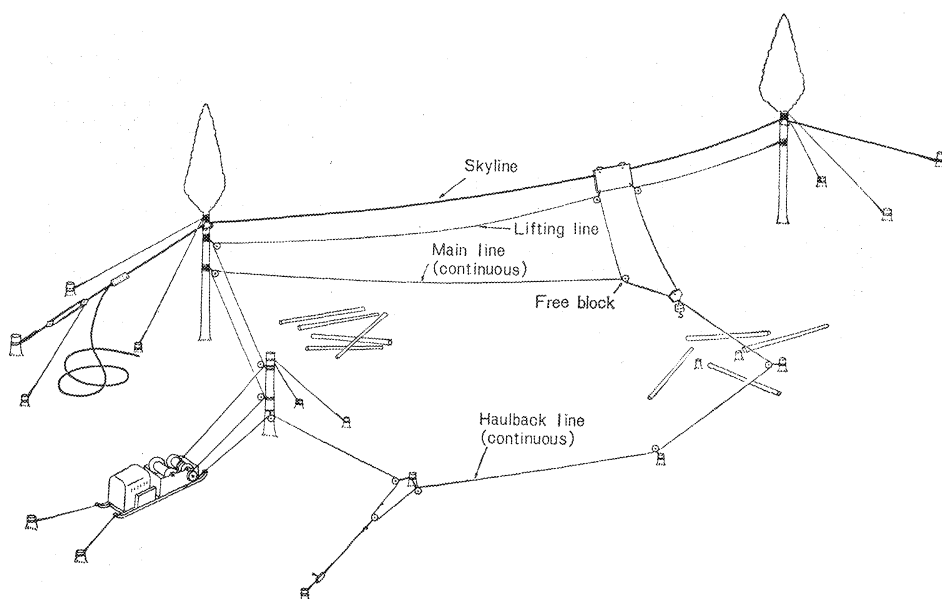 Skyline
Lifting line
Main line
(continuous)
Free block
Haulback line
(continuous)